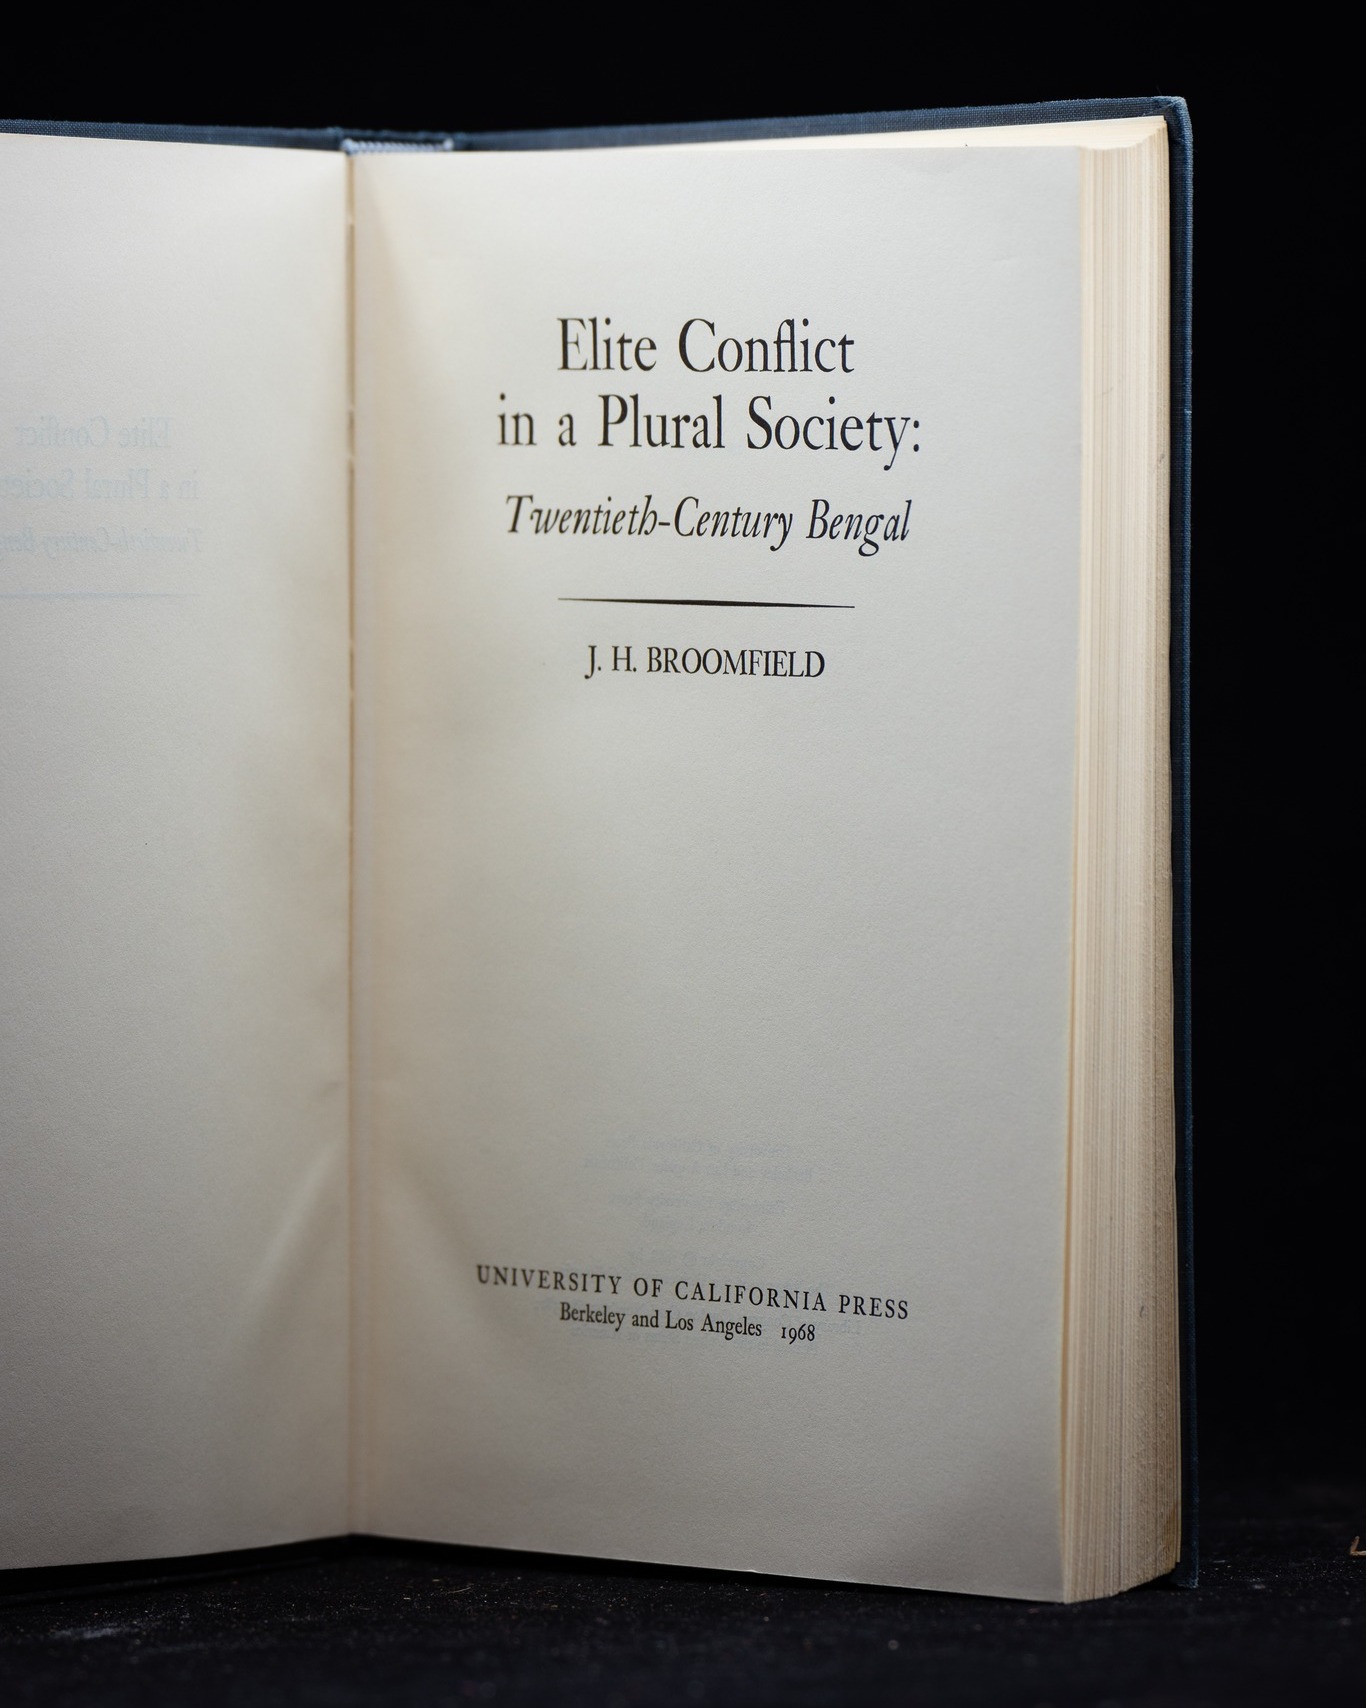 Elite Conflict
in a Plural Society:
Twentieth-Century Bengal
J. H. BROOMFIELD
UNIVERSITY OF CALIFORNIA PRESS
Berkeley and Los Angeles 1968